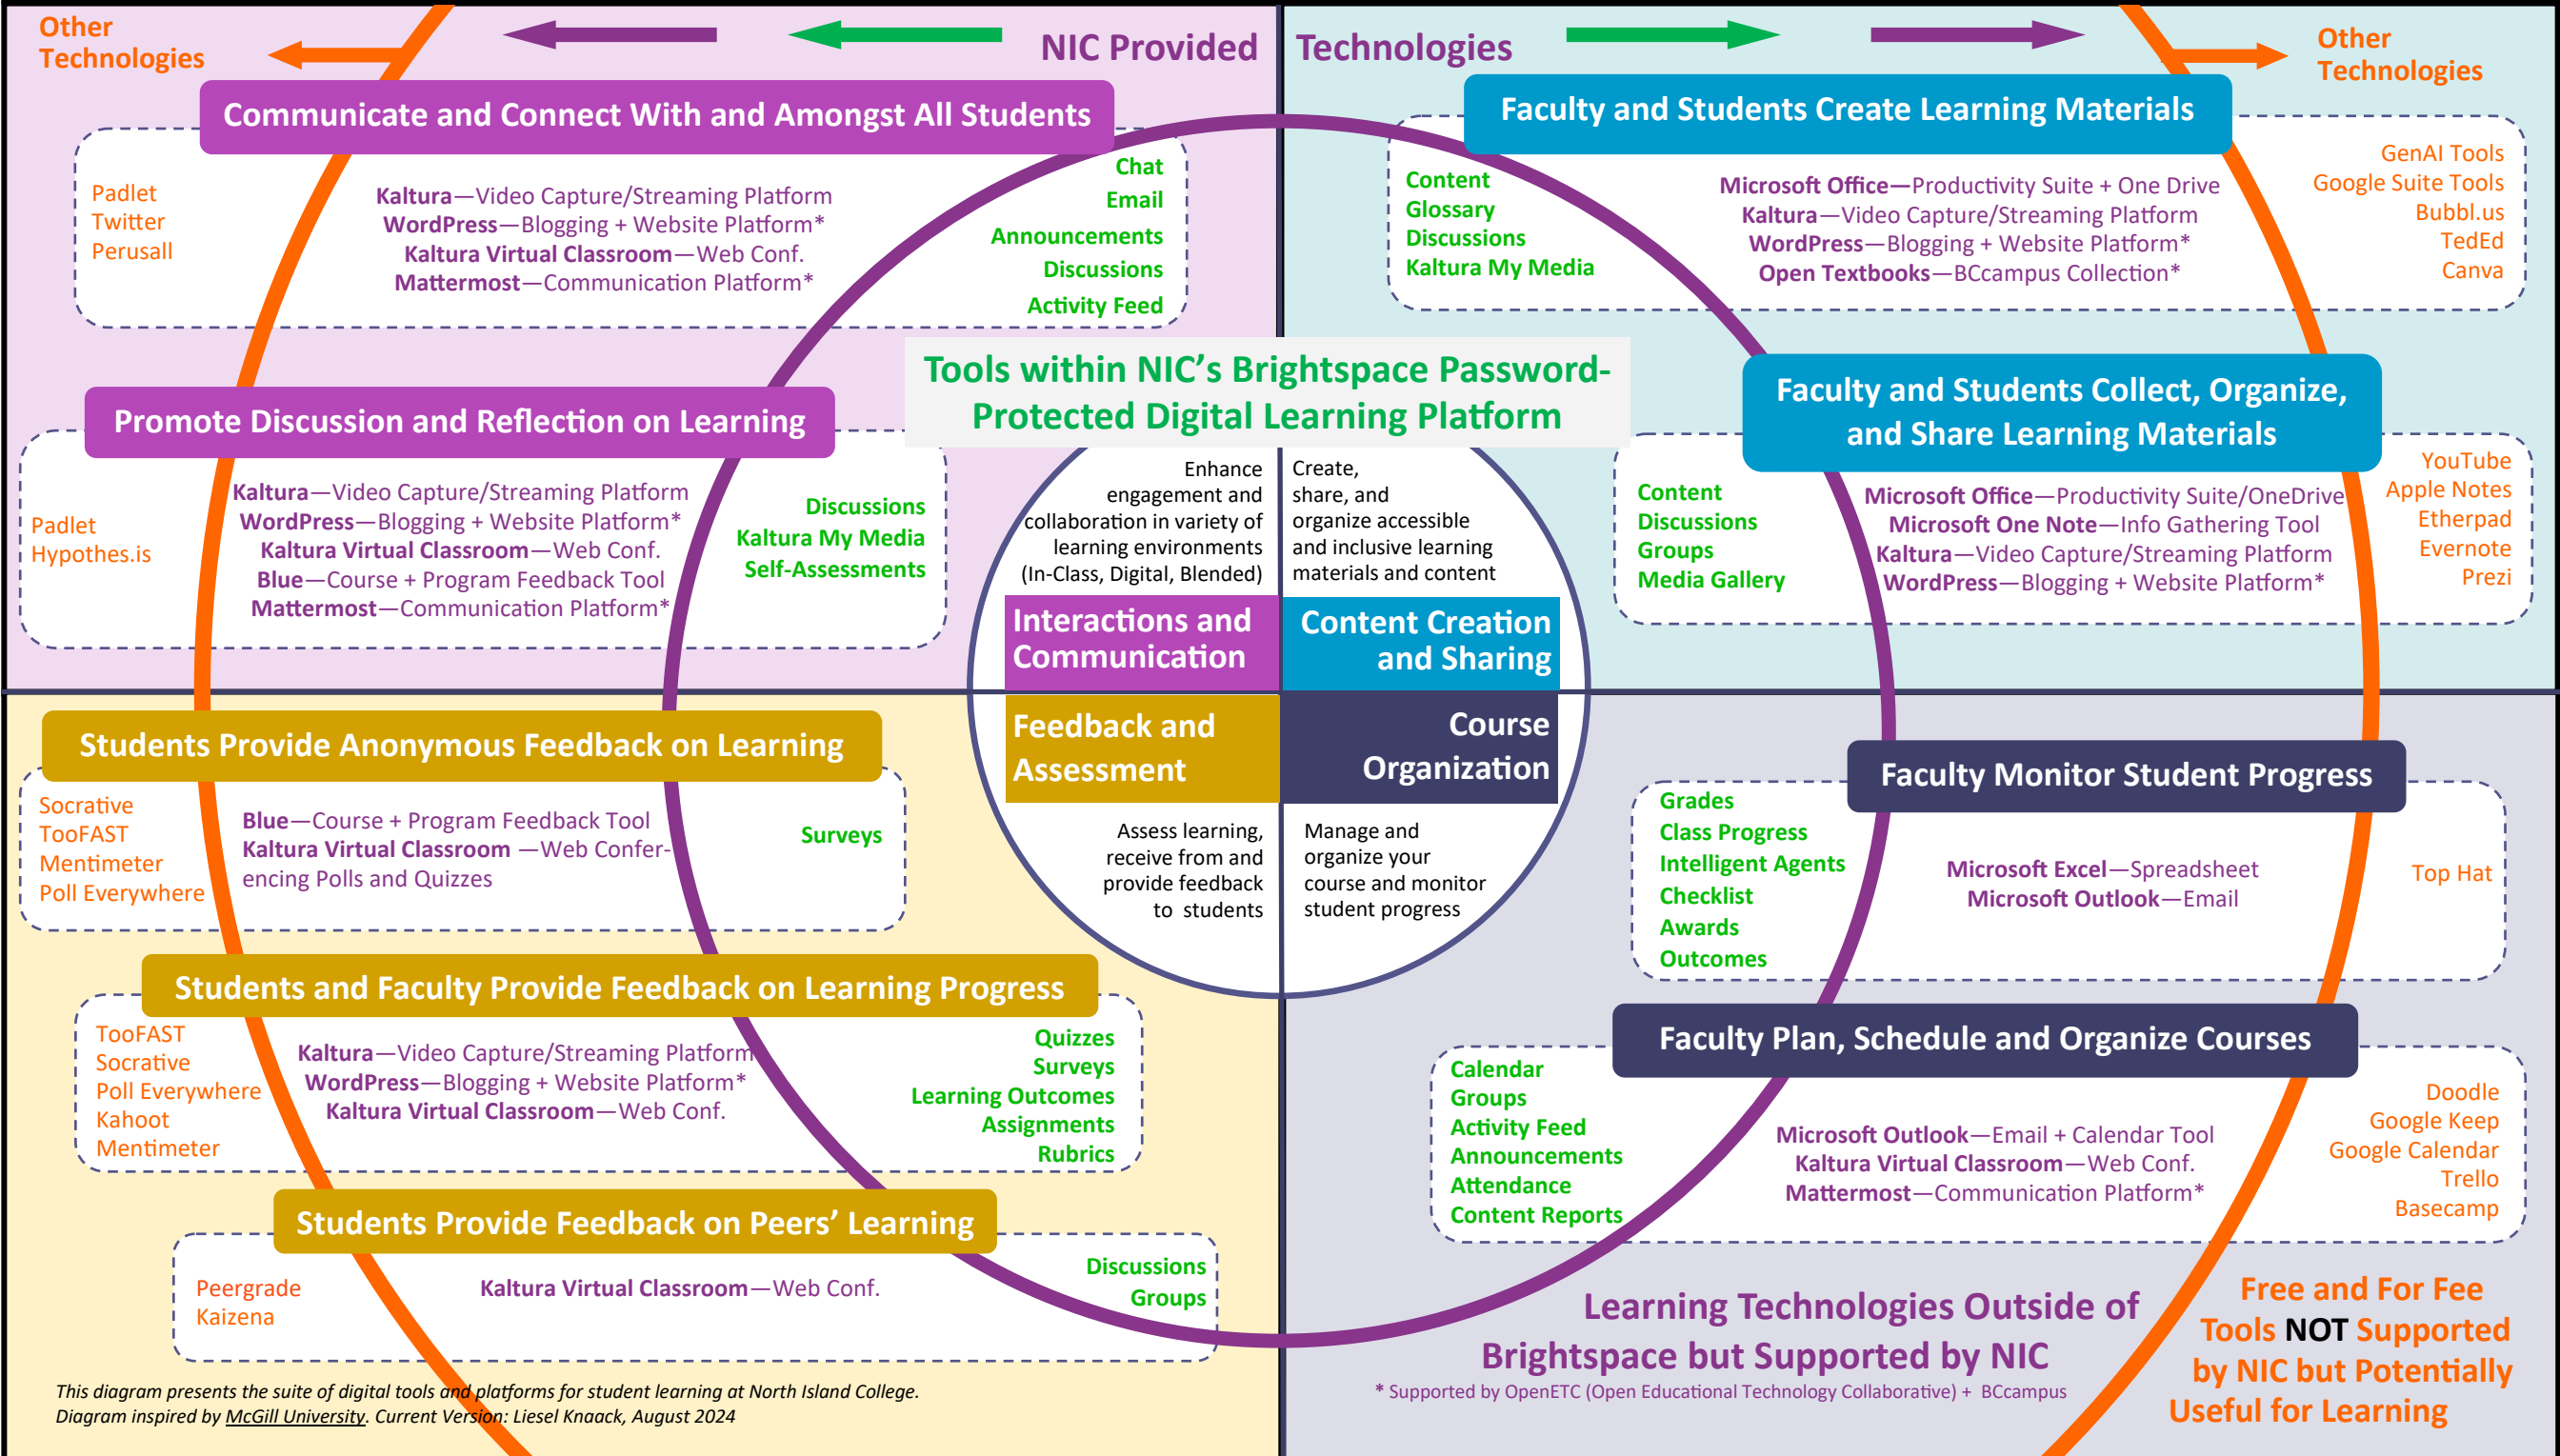 Other
Technologies
NIC Provided
Technologies
Other
Technologies
Communicate and Connect With and Amongst All Students
Padlet
Twitter
Perusall
Kaltura—Video Capture/Streaming Platform
WordPress—Blogging + Website Platform*
Kaltura Virtual Classroom—Web Conf.
Mattermost—Communication Platform*
Chat
Email
Announcements
Discussions
Activity Feed
Faculty and Students Create Learning Materials
Content
Glossary
Discussions
Kaltura My Media
Microsoft Office—Productivity Suite + One Drive
Kaltura—Video Capture/Streaming Platform
WordPress—Blogging + Website Platform*
Open Textbooks—BCcampus Collection*
GenAI Tools
Google Suite Tools
Bubbl.us
TedEd
Canva
Tools within NIC's Brightspace Password-
Protected Digital Learning Platform
Promote Discussion and Reflection on Learning
Padlet
Hypothes.is
Kaltura—Video Capture/Streaming Platform
WordPress—Blogging + Website Platform*
Kaltura Virtual Classroom—Web Conf.
Blue—Course + Program Feedback Tool
Mattermost—Communication Platform*
Discussions
Kaltura My Media
Self-Assessments
Faculty and Students Collect, Organize,
and Share Learning Materials
Content
Discussions
Groups
Media Gallery
Microsoft Office—Productivity Suite/OneDrive
Microsoft One Note—Info Gathering Tool
Kaltura—Video Capture/Streaming Platform
WordPress—Blogging + Website Platform*
YouTube
Apple Notes
Etherpad
Evernote
Prezi
Enhance
engagement and
collaboration in variety of
learning environments
(In-Class, Digital, Blended)
Create,
share, and
organize accessible
and inclusive learning
materials and content
Interactions and
Communication
Content Creation
and Sharing
Feedback and
Assessment
Course
Organization
Assess learning,
receive from and
provide feedback
to students
Manage and
organize your
course and monitor
student progress
Students Provide Anonymous Feedback on Learning
Socrative
TooFAST
Mentimeter
Poll Everywhere
Blue—Course + Program Feedback Tool
Kaltura Virtual Classroom —Web Confer-
encing Polls and Quizzes
Surveys
Faculty Monitor Student Progress
Grades
Class Progress
Intelligent Agents
Checklist
Awards
Outcomes
Microsoft Excel—Spreadsheet
Microsoft Outlook—Email
Top Hat
Students and Faculty Provide Feedback on Learning Progress
TooFAST
Socrative
Poll Everywhere
Kahoot
Mentimeter
Kaltura—Video Capture/Streaming Platform
WordPress—Blogging + Website Platform*
Kaltura Virtual Classroom—Web Conf.
Quizzes
Surveys
Learning Outcomes
Assignments
Rubrics
Faculty Plan, Schedule and Organize Courses
Calendar
Groups
Activity Feed
Announcements
Attendance
Content Reports
Microsoft Outlook—Email + Calendar Tool
Kaltura Virtual Classroom—Web Conf.
Mattermost—Communication Platform*
Doodle
Google Keep
Google Calendar
Trello
Basecamp
Students Provide Feedback on Peers' Learning
Peergrade
Kaizena
Kaltura Virtual Classroom—Web Conf.
Discussions
Groups
Learning Technologies Outside of
Brightspace but Supported by NIC
* Supported by OpenETC (Open Educational Technology Collaborative) + BCcampus
Free and For Fee
Tools NOT Supported
by NIC but Potentially
Useful for Learning
This diagram presents the suite of digital tools and platforms for student learning at North Island College.
Diagram inspired by McGill University. Current Version: Liesel Knaack, August 2024